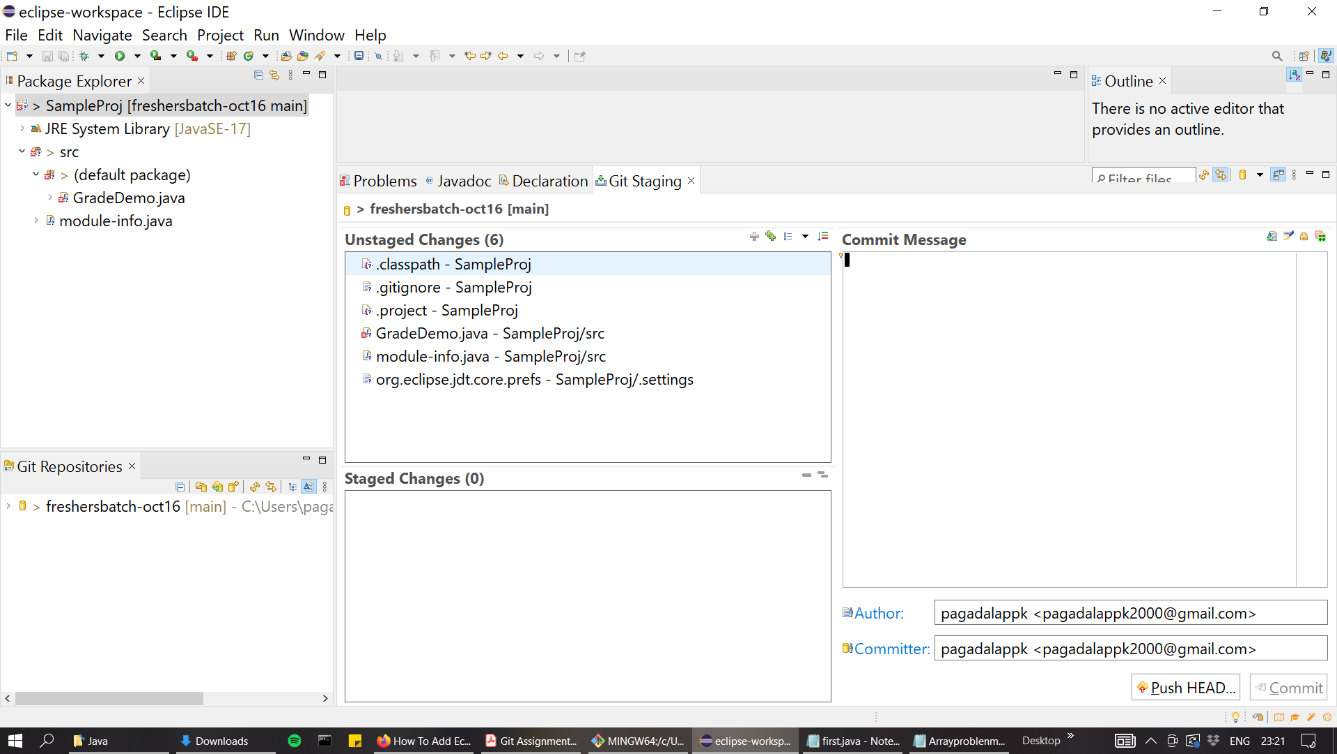 eclipse-workspace - Eclipse IDE
File Edit Navigate Search Project Run Window Help
Package Explorer
> SampleProj [freshersbatch-oct16 main]
JRE System Library [JavaSE-17]
> src
> (default package)
GradeDemo.java
module-info.java
Git Repositories
> freshersbatch-oct16 [main] - C:\Users\paga
Outline
There is no active editor that
provides an outline.
Problems Javadoc Declaration Git Staging
Filter files
> freshersbatch-oct16 [main]
Unstaged Changes (6)
.classpath - SampleProj
.gitignore - SampleProj
.project - SampleProj
GradeDemo.java - SampleProj/src
module-info.java - SampleProj/src
org.eclipse.jdt.core.prefs - SampleProj/.settings
Staged Changes (0)
Commit Message
Author: pagadalappk <pagadalappk2000@gmail.com>
Committer: pagadalappk <pagadalappk2000@gmail.com>
Push HEAD... Commit
Java Downloads How To Add Ec... Git Assignment... MINGW64:/c/U... eclipse-worksp... first.java - Note... Arrayproblenm... Desktop » ENG 23:21